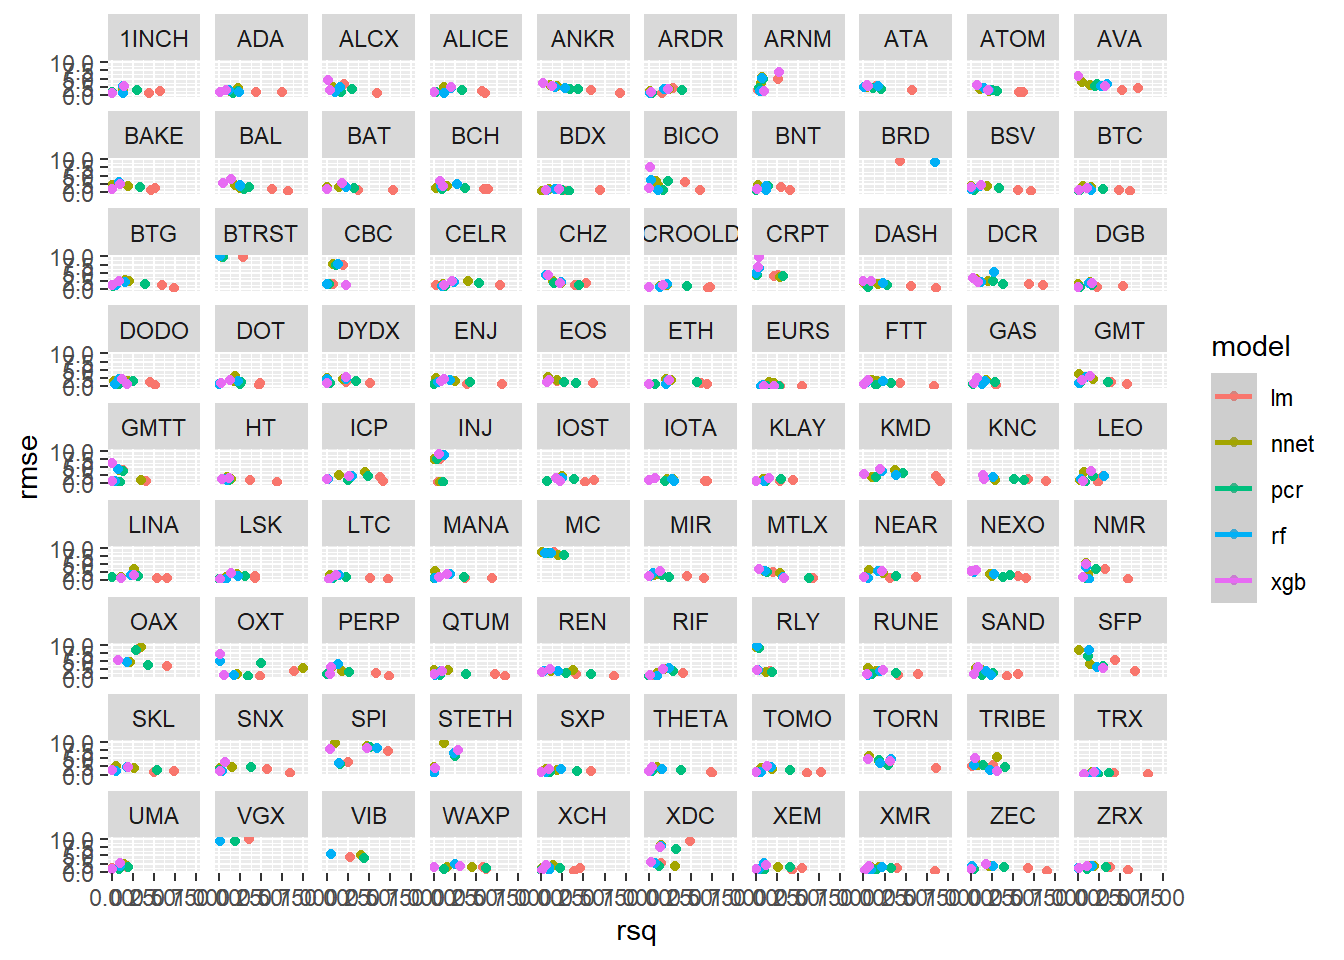 1INCH ADA ALCX ALICE ANKR ARDR ARNM ATA ATOM AVA
BAKE BAL BAT BCH BDX BICO BNT BRD BSV BTC
BTG BTRST CBC CELR CHZ CROOLD CRPT DASH DCR DGB
DODO DOT DYDX ENJ EOS ETH EURS FTT GAS GMT
GMTT HT ICP INJ IOST IOTA KLAY KMD KNC LEO
LINA LSK LTC MANA MC MIR MTLX NEAR NEXO NMR
OAX OXT PERP QTUM REN RIF RLY RUNE SAND SFP
SKL SNX SPI STETH SXP THETA TOMO TORN TRIBE TRX
UMA VGX VIB WAXP XCH XDC XEM XMR ZEC ZRX
rmse
rsq
model
lm
nnet
pcr
rf
xgb